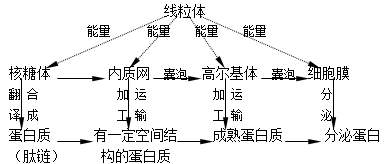 线粒体
能量 能量 能量 能量
核糖体 内质网 囊泡 高尔基体 囊泡 细胞膜
翻 合 加 运 加 运 分
译 成 工 输 工 输 泌
蛋白质 有一定空间结 成熟蛋白质 分泌蛋白
(肽链) 构的蛋白质